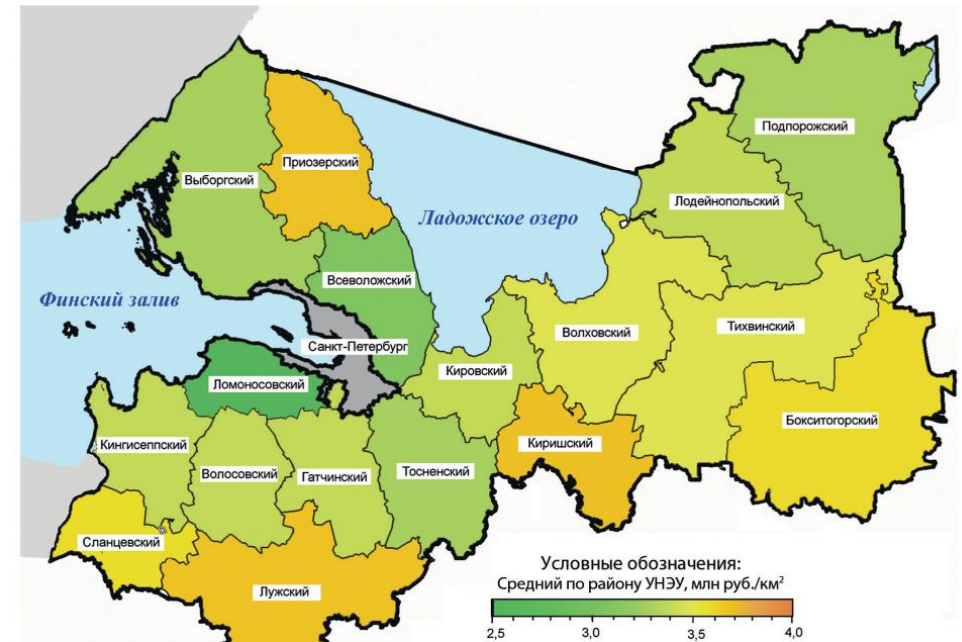 Подпорожский
Приозерский
Выборгский
Лодейнопольский
Ладожское озеро
Всеволожский
Финский залив
Волховский
Тихвинский
Санкт-Петербург
Кировский
Ломоносовский
Бокситогорский
Кингисеппский
Киришский
Волосовский
Гатчинский
Тосненский
Сланцевский
Лужский
Условные обозначения:
Средний по району УНЭУ, млн руб./км²
2,5 3,0 3,5 4,0